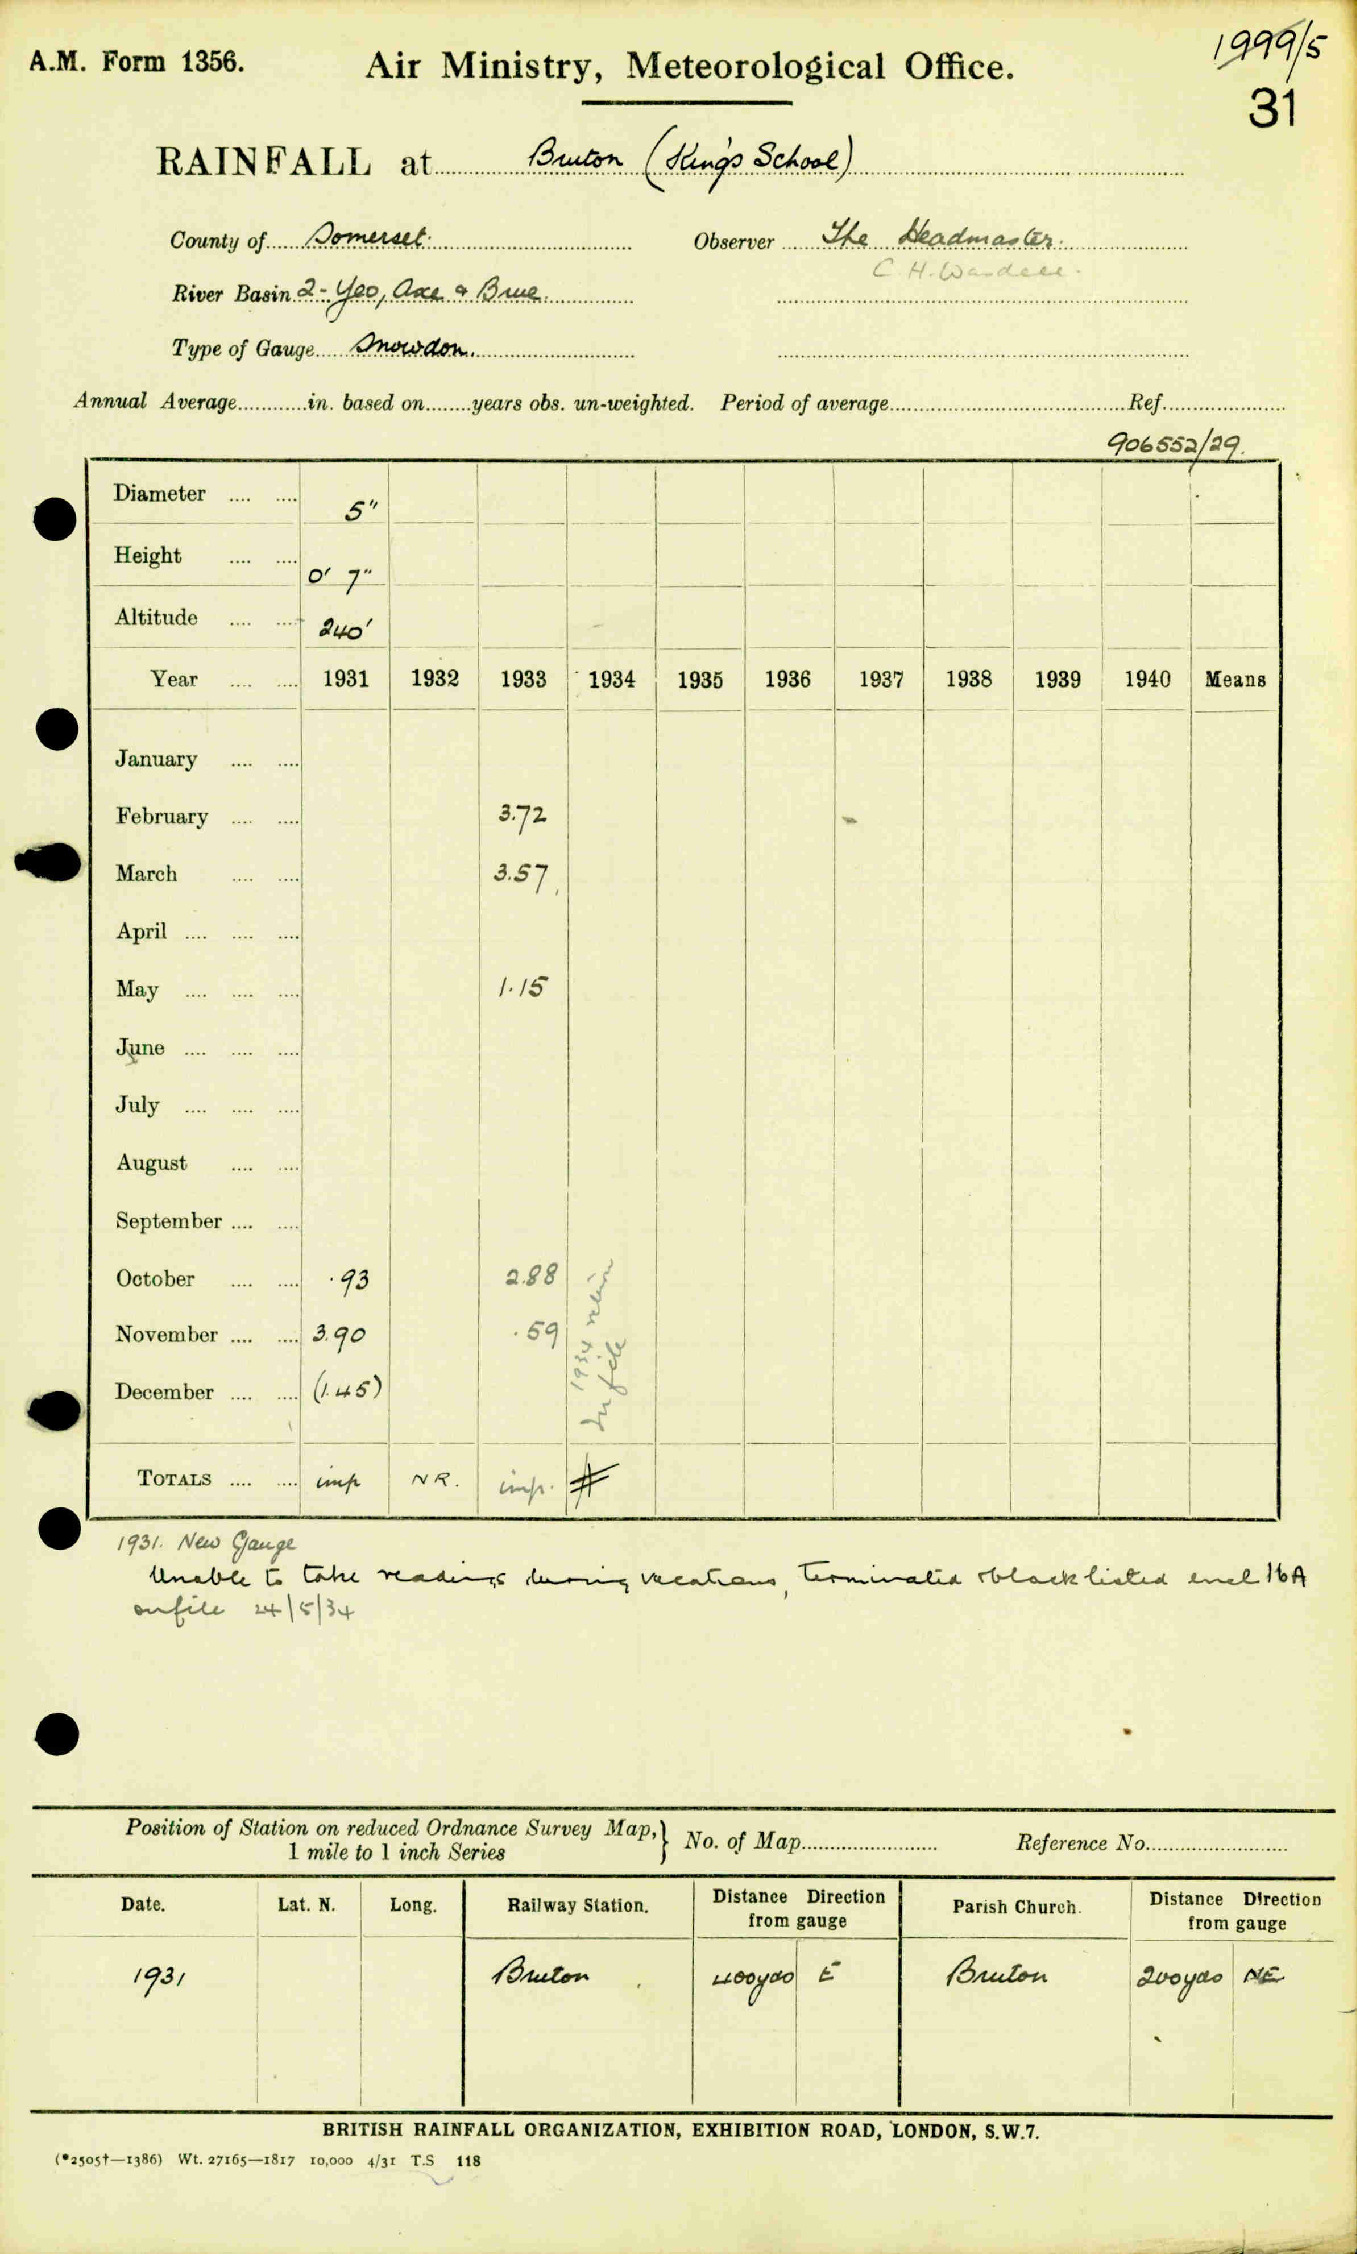 A.M. Form 1356.
Air Ministry, Meteorological Office.
1999/5
31
RAINFALL at Bruton (King's School)
County of Somerset. Observer The Headmaster.
C. H. Wardell.
River Basin 2 - Yeo, Axe & Brue.
Type of Gauge Snowdon.
Annual Average............in. based on........years obs. un-weighted. Period of average.......... Ref..........
906552/29.
Diameter .... .... 5"
Height .... .... 0' 7"
Altitude .... .... 240'
Year .... .... 1931 1932 1933 1934 1935 1936 1937 1938 1939 1940 Means
January .... ....
February .... .... 3.72
March .... .... 3.57
April .... .... ....
May .... .... .... 1.15
June .... .... ....
July .... .... ....
August .... ....
September .... ....
October .... .... .93 2.88
November .... .... 3.90 .59
December .... .... (1.45)
1934 return
In file
TOTALS .... .... imp NR. imp. #
1931. New Gauge
Unable to take readings during vacations, Terminated & blacklisted encl 16A
on file 24/5/34
Position of Station on reduced Ordnance Survey Map, } No. of Map.......... Reference No..........
1 mile to 1 inch Series
Date. Lat. N. Long. Railway Station. Distance Direction from gauge Parish Church. Distance Direction from gauge
1931 Bruton 400yds E Bruton 200yds NE
BRITISH RAINFALL ORGANIZATION, EXHIBITION ROAD, LONDON, S.W.7.
(*2505†—1386) Wt. 27165—1817 10,000 4/31 T.S 118